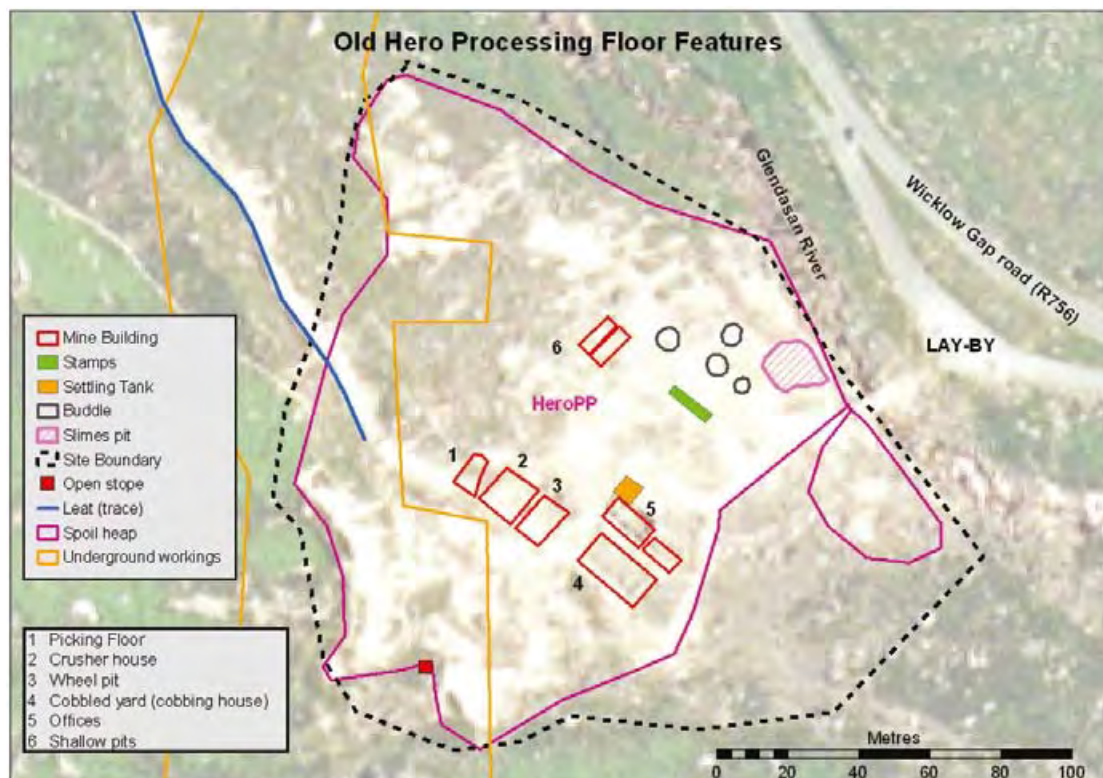 Old Hero Processing Floor Features
Glendasan River
Wicklow Gap road (R756)
LAY-BY
6
HeroPP
1
2
3
5
4
Mine Building
Stamps
Settling Tank
Buddle
Slimes pit
Site Boundary
Open stope
Leat (trace)
Spoil heap
Underground workings
1 Picking Floor
2 Crusher house
3 Wheel pit
4 Cobbled yard (cobbing house)
5 Offices
6 Shallow pits
Metres
0 20 40 60 80 100